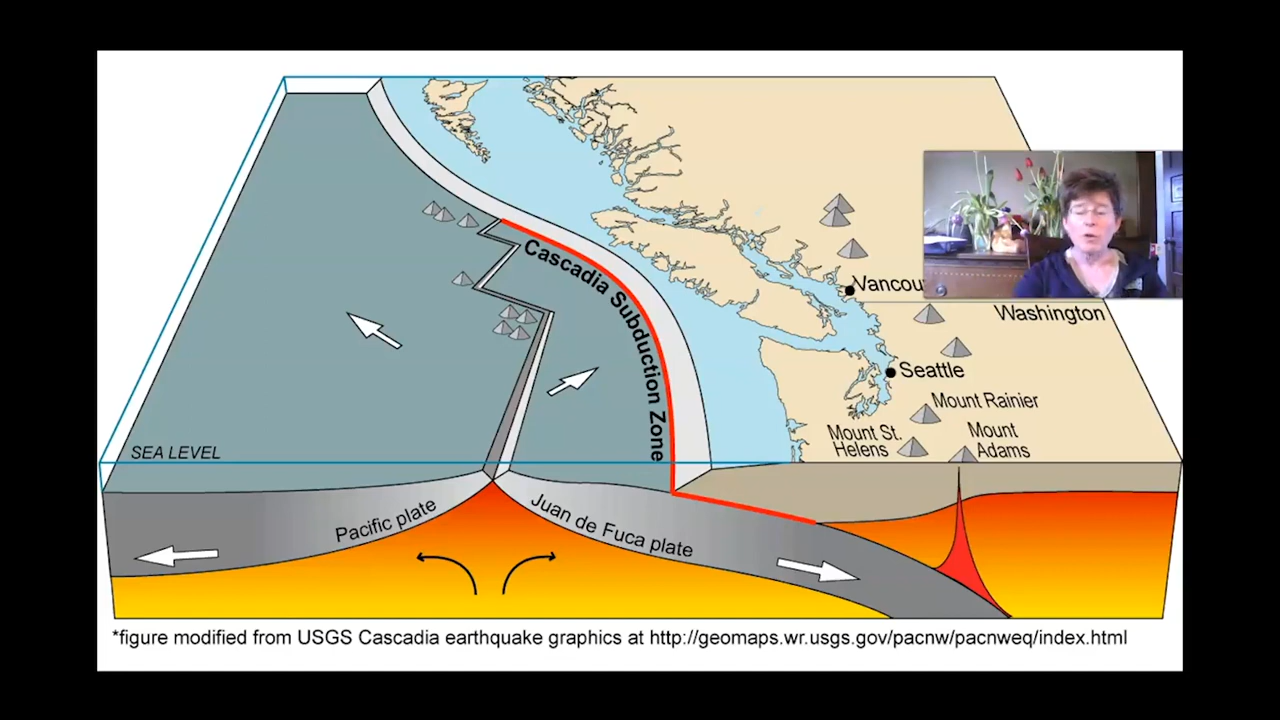 Cascadia Subduction Zone
Vancou
Washington
Seattle
Mount Rainier
Mount St.
Helens
Mount
Adams
SEA LEVEL
Pacific plate
Juan de Fuca plate
*figure modified from USGS Cascadia earthquake graphics at http://geomaps.wr.usgs.gov/pacnw/pacnweq/index.html